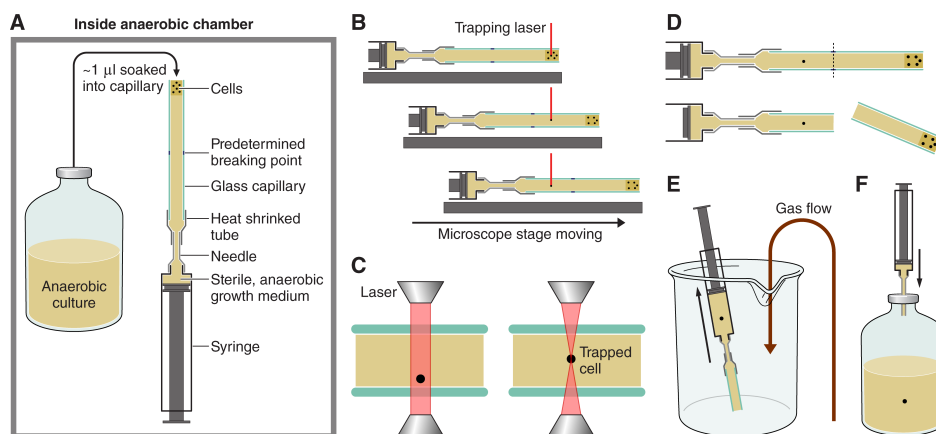 A
Inside anaerobic chamber
~1 µl soaked
into capillary
Cells
Predetermined
breaking point
Glass capillary
Heat shrinked
tube
Needle
Sterile, anaerobic
growth medium
Syringe
Anaerobic
culture
B
Trapping laser
Microscope stage moving
C
Laser
Trapped
cell
D
E
Gas flow
F